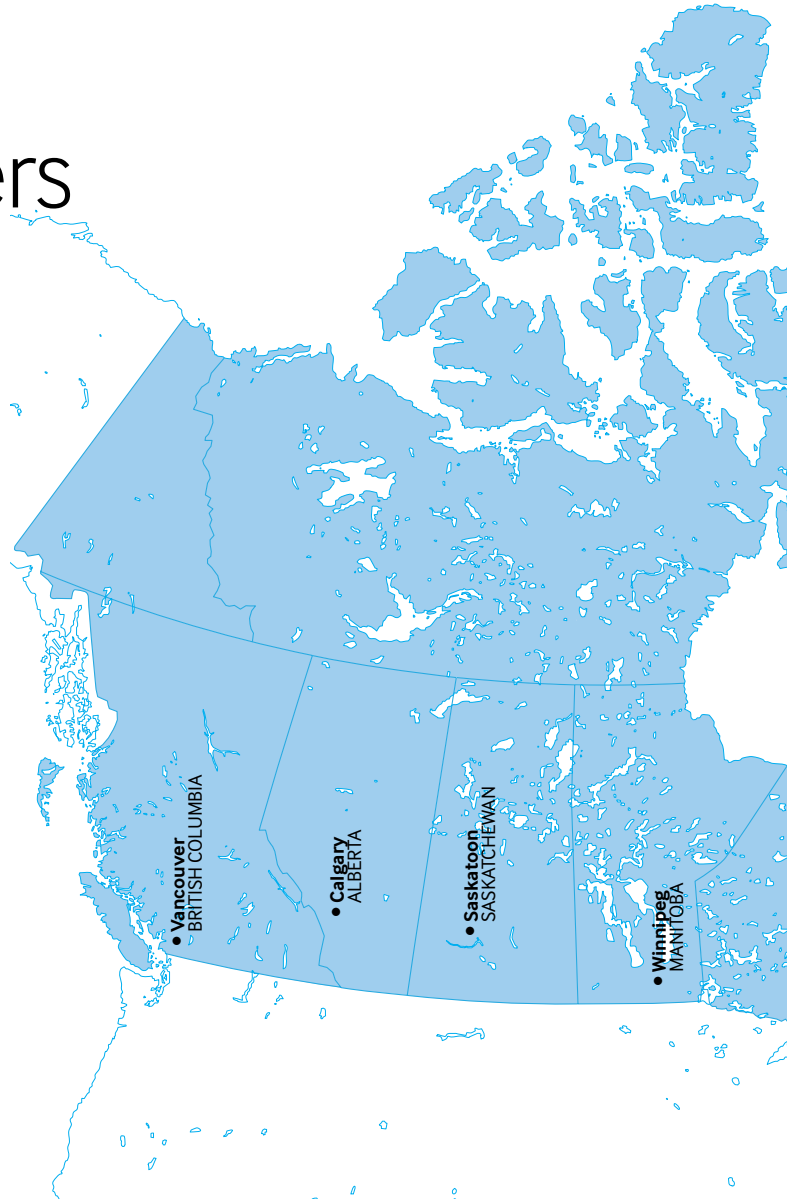 ers
Vancouver
BRITISH COLUMBIA
Calgary
ALBERTA
Saskatoon
SASKATCHEWAN
Winnipeg
MANITOBA